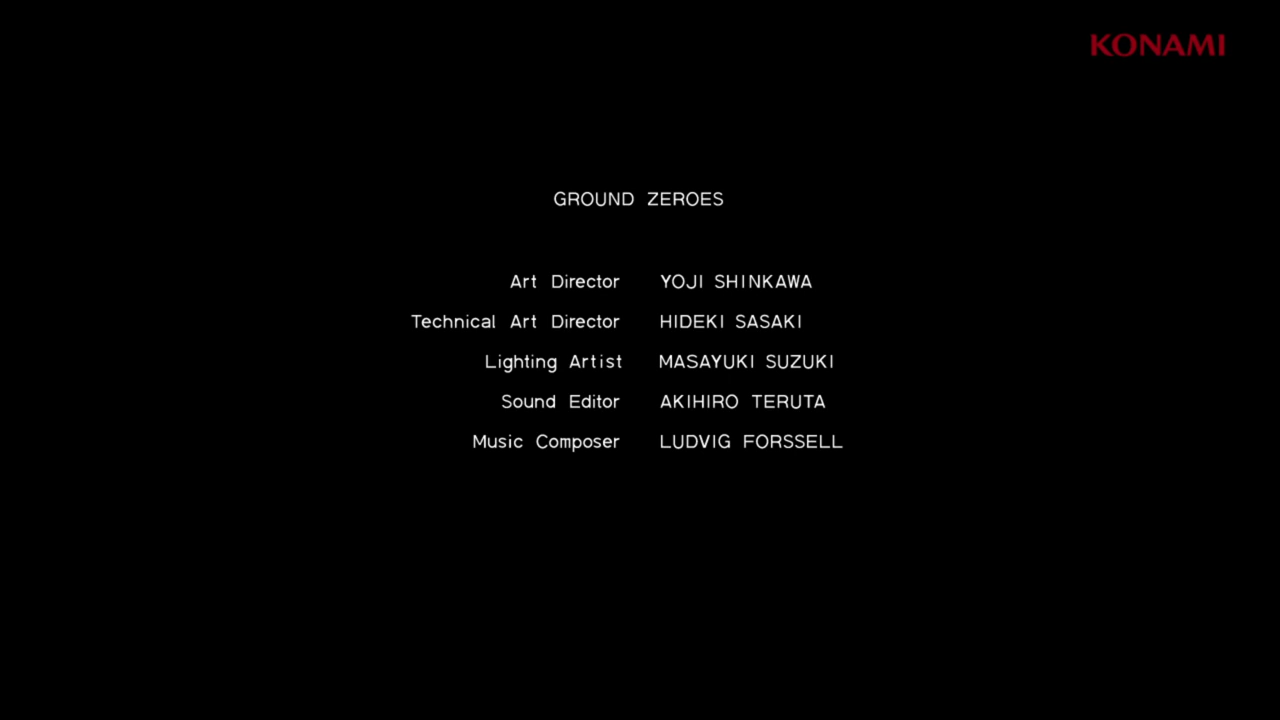 KONAMI
GROUND ZEROES
Art Director YOJI SHINKAWA
Technical Art Director HIDEKI SASAKI
Lighting Artist MASAYUKI SUZUKI
Sound Editor AKIHIRO TERUTA
Music Composer LUDVIG FORSSELL